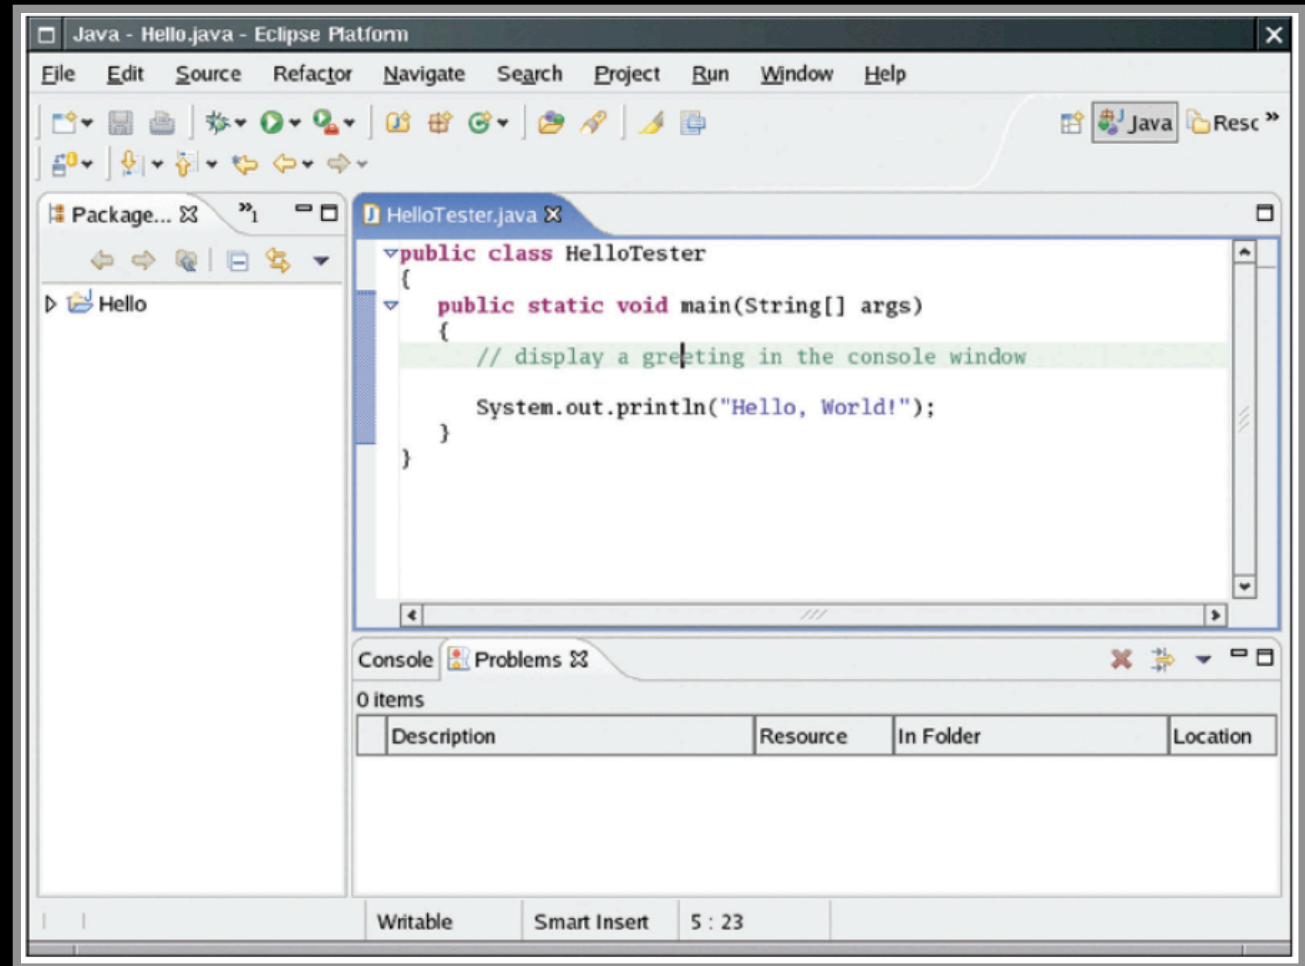 Java - Hello.java - Eclipse Platform
File Edit Source Refactor Navigate Search Project Run Window Help
Java Resc »
Package... »1
HelloTester.java
Hello
public class HelloTester
{
public static void main(String[] args)
{
// display a greeting in the console window
System.out.println("Hello, World!");
}
}
Console Problems
0 items
Description Resource In Folder Location
Writable Smart Insert 5 : 23